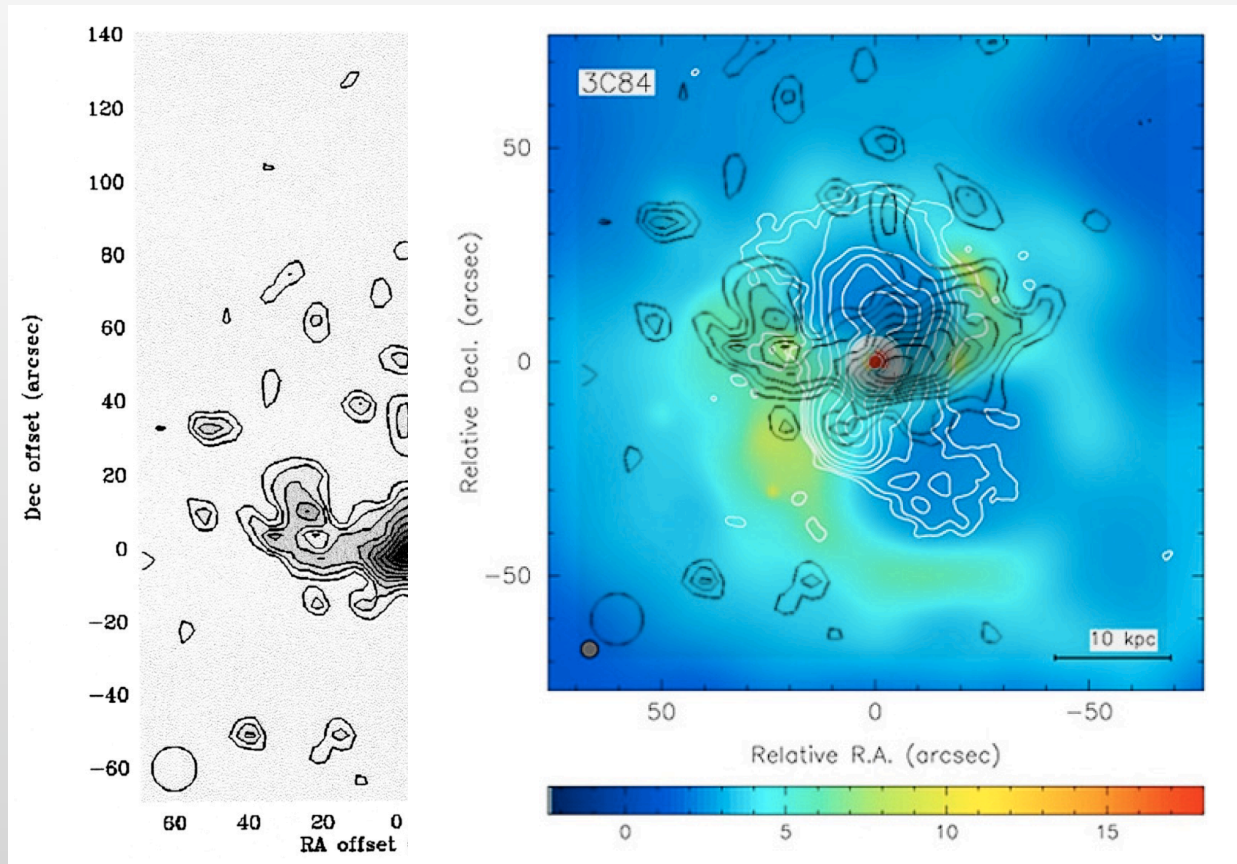 140
120
100
80
60
40
20
0
−20
−40
−60
Dec offset (arcsec)
60 40 20 0
RA offset
3C84
50
0
−50
Relative Decl. (arcsec)
10 kpc
50 0 −50
Relative R.A. (arcsec)
0 5 10 15